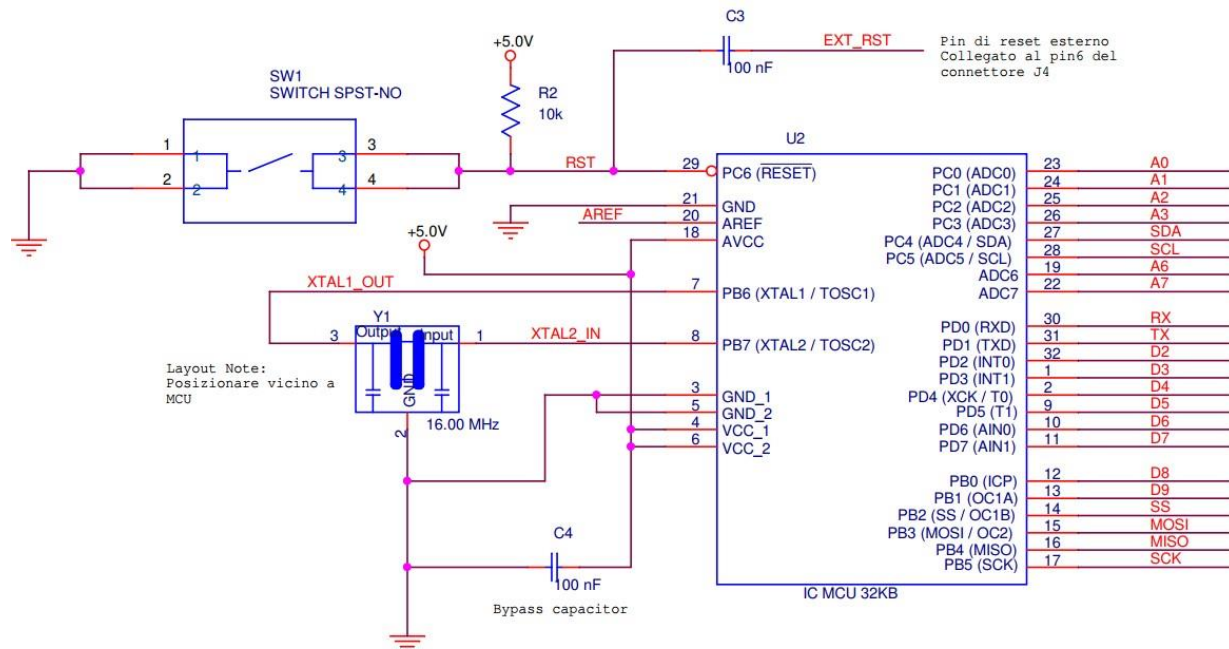 C3
EXT_RST
100 nF
Pin di reset esterno
Collegato al pin6 del
connettore J4
+5.0V
R2
10k
SW1
SWITCH SPST-NO
1
2
1
2
3
4
3
4
RST
U2
29
PC6 (RESET)
21
GND
AREF
20
AREF
18
AVCC
+5.0V
XTAL1_OUT
7
PB6 (XTAL1 / TOSC1)
Y1
3
Output
Input
1
XTAL2_IN
8
PB7 (XTAL2 / TOSC2)
GND
2
16.00 MHz
Layout Note:
Posizionare vicino a
MCU
3
GND_1
5
GND_2
4
VCC_1
6
VCC_2
C4
100 nF
Bypass capacitor
PC0 (ADC0)
23
A0
PC1 (ADC1)
24
A1
PC2 (ADC2)
25
A2
PC3 (ADC3)
26
A3
PC4 (ADC4 / SDA)
27
SDA
PC5 (ADC5 / SCL)
28
SCL
ADC6
19
A6
ADC7
22
A7
PD0 (RXD)
30
RX
PD1 (TXD)
31
TX
PD2 (INT0)
32
D2
PD3 (INT1)
1
D3
PD4 (XCK / T0)
2
D4
PD5 (T1)
9
D5
PD6 (AIN0)
10
D6
PD7 (AIN1)
11
D7
PB0 (ICP)
12
D8
PB1 (OC1A)
13
D9
PB2 (SS / OC1B)
14
SS
PB3 (MOSI / OC2)
15
MOSI
PB4 (MISO)
16
MISO
PB5 (SCK)
17
SCK
IC MCU 32KB